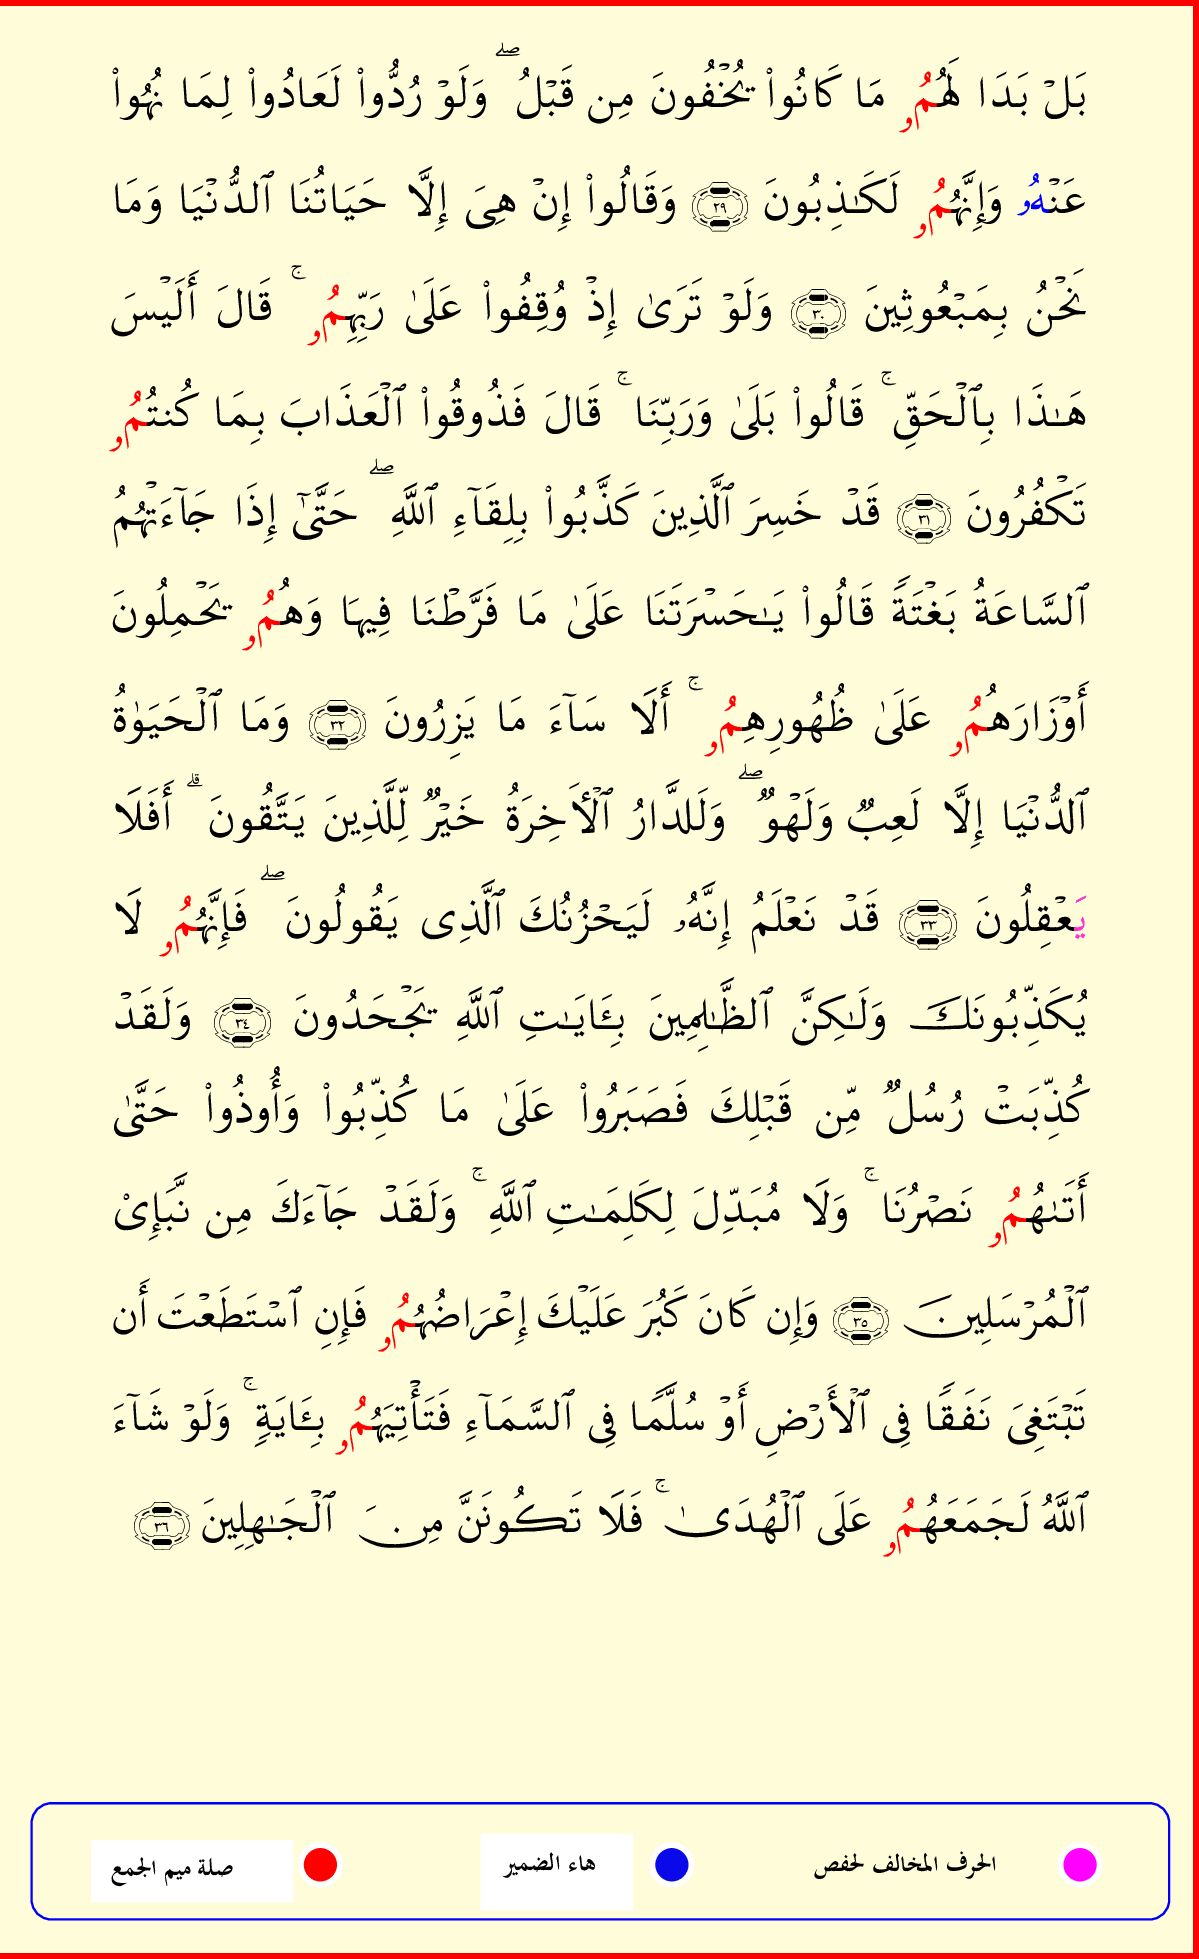 بَلۡ بَدَا لَهُمُۥ مَا كَانُواْ يُخۡفُونَ مِن قَبۡلُۖ وَلَوۡ رُدُّواْ لَعَادُواْ لِمَا نُهُواْ
عَنۡهُۥ وَإِنَّهُمُۥ لَكَٰذِبُونَ ۝٢٩ وَقَالُواْ إِنۡ هِىَ إِلَّا حَيَاتُنَا ٱلدُّنۡيَا وَمَا
نَحۡنُ بِمَبۡعُوثِينَ ۝٣٠ وَلَوۡ تَرَىٰ إِذۡ وُقِفُواْ عَلَىٰ رَبِّهِمُۥۚ قَالَ أَلَيۡسَ
هَٰذَا بِٱلۡحَقِّۚ قَالُواْ بَلَىٰ وَرَبِّنَاۚ قَالَ فَذُوقُواْ ٱلۡعَذَابَ بِمَا كُنتُمُۥ
تَكۡفُرُونَ ۝٣١ قَدۡ خَسِرَ ٱلَّذِينَ كَذَّبُواْ بِلِقَآءِ ٱللَّهِۖ حَتَّىٰٓ إِذَا جَآءَتۡهُمُ
ٱلسَّاعَةُ بَغۡتَةً قَالُواْ يَٰحَسۡرَتَنَا عَلَىٰ مَا فَرَّطۡنَا فِيهَا وَهُمُۥ يَحۡمِلُونَ
أَوۡزَارَهُمُۥ عَلَىٰ ظُهُورِهِمُۥۚ أَلَا سَآءَ مَا يَزِرُونَ ۝٣٢ وَمَا ٱلۡحَيَوٰةُ
ٱلدُّنۡيَا إِلَّا لَعِبٌ وَلَهۡوٌۖ وَلَلدَّارُ ٱلۡأَخِرَةُ خَيۡرٌ لِّلَّذِينَ يَتَّقُونَۗ أَفَلَا
يَعۡقِلُونَ ۝٣٣ قَدۡ نَعۡلَمُ إِنَّهُۥ لَيَحۡزُنُكَ ٱلَّذِى يَقُولُونَۖ فَإِنَّهُمُۥ لَا
يُكَذِّبُونَكَ وَلَٰكِنَّ ٱلظَّٰلِمِينَ بِـَٔايَٰتِ ٱللَّهِ يَجۡحَدُونَ ۝٣٤ وَلَقَدۡ
كُذِّبَتۡ رُسُلٌ مِّن قَبۡلِكَ فَصَبَرُواْ عَلَىٰ مَا كُذِّبُواْ وَأُوذُواْ حَتَّىٰ
أَتَىٰهُمُۥ نَصۡرُنَاۚ وَلَا مُبَدِّلَ لِكَلِمَٰتِ ٱللَّهِۚ وَلَقَدۡ جَآءَكَ مِن نَّبَإِىْ
ٱلۡمُرۡسَلِينَ ۝٣٥ وَإِن كَانَ كَبُرَ عَلَيۡكَ إِعۡرَاضُهُمُۥ فَإِنِ ٱسۡتَطَعۡتَ أَن
تَبۡتَغِىَ نَفَقًا فِى ٱلۡأَرۡضِ أَوۡ سُلَّمًا فِى ٱلسَّمَآءِ فَتَأۡتِيَهُمُۥ بِـَٔايَةٍۚ وَلَوۡ شَآءَ
ٱللَّهُ لَجَمَعَهُمُۥ عَلَى ٱلۡهُدَىٰۚ فَلَا تَكُونَنَّ مِنَ ٱلۡجَٰهِلِينَ ۝٣٦
الحرف المخالف لحفص هاء الضمير صلة ميم الجمع